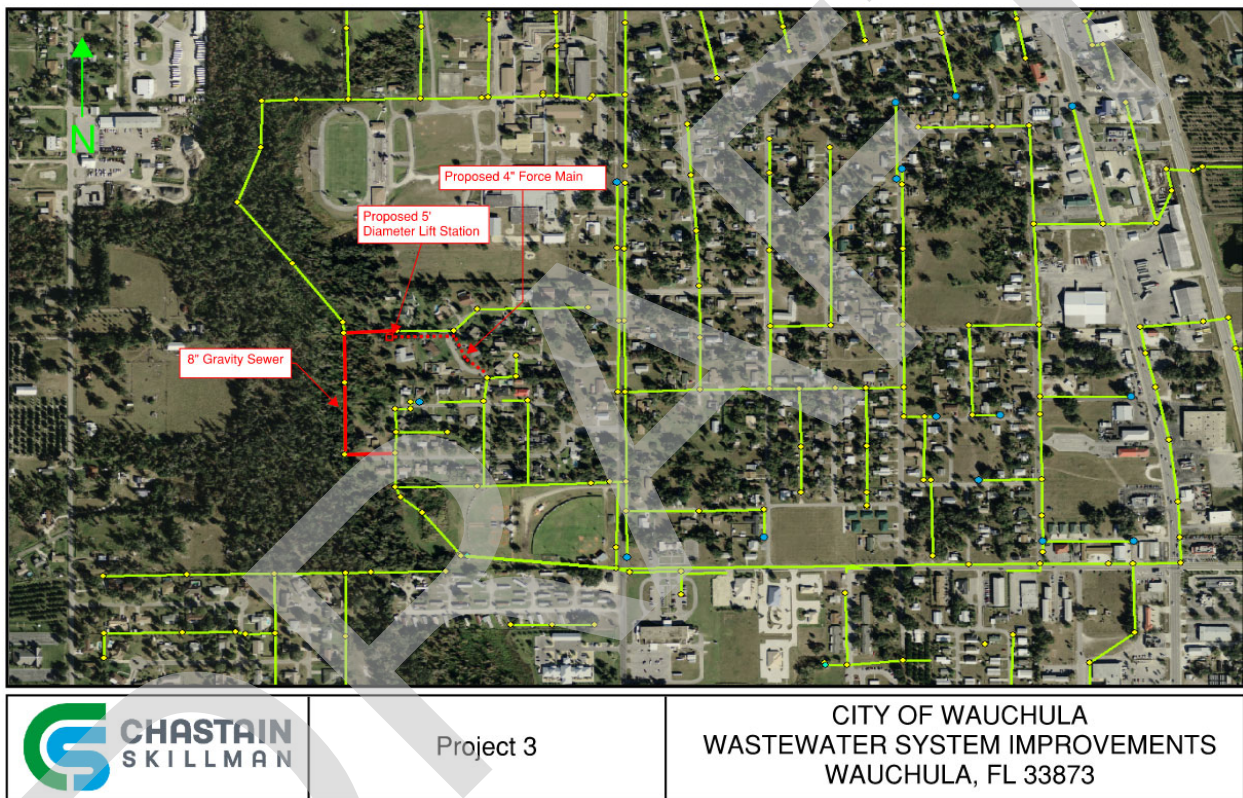 N
Proposed 4" Force Main
Proposed 5'
Diameter Lift Station
8" Gravity Sewer
DRAFT
CHASTAIN
SKILLMAN
Project 3
CITY OF WAUCHULA
WASTEWATER SYSTEM IMPROVEMENTS
WAUCHULA, FL 33873